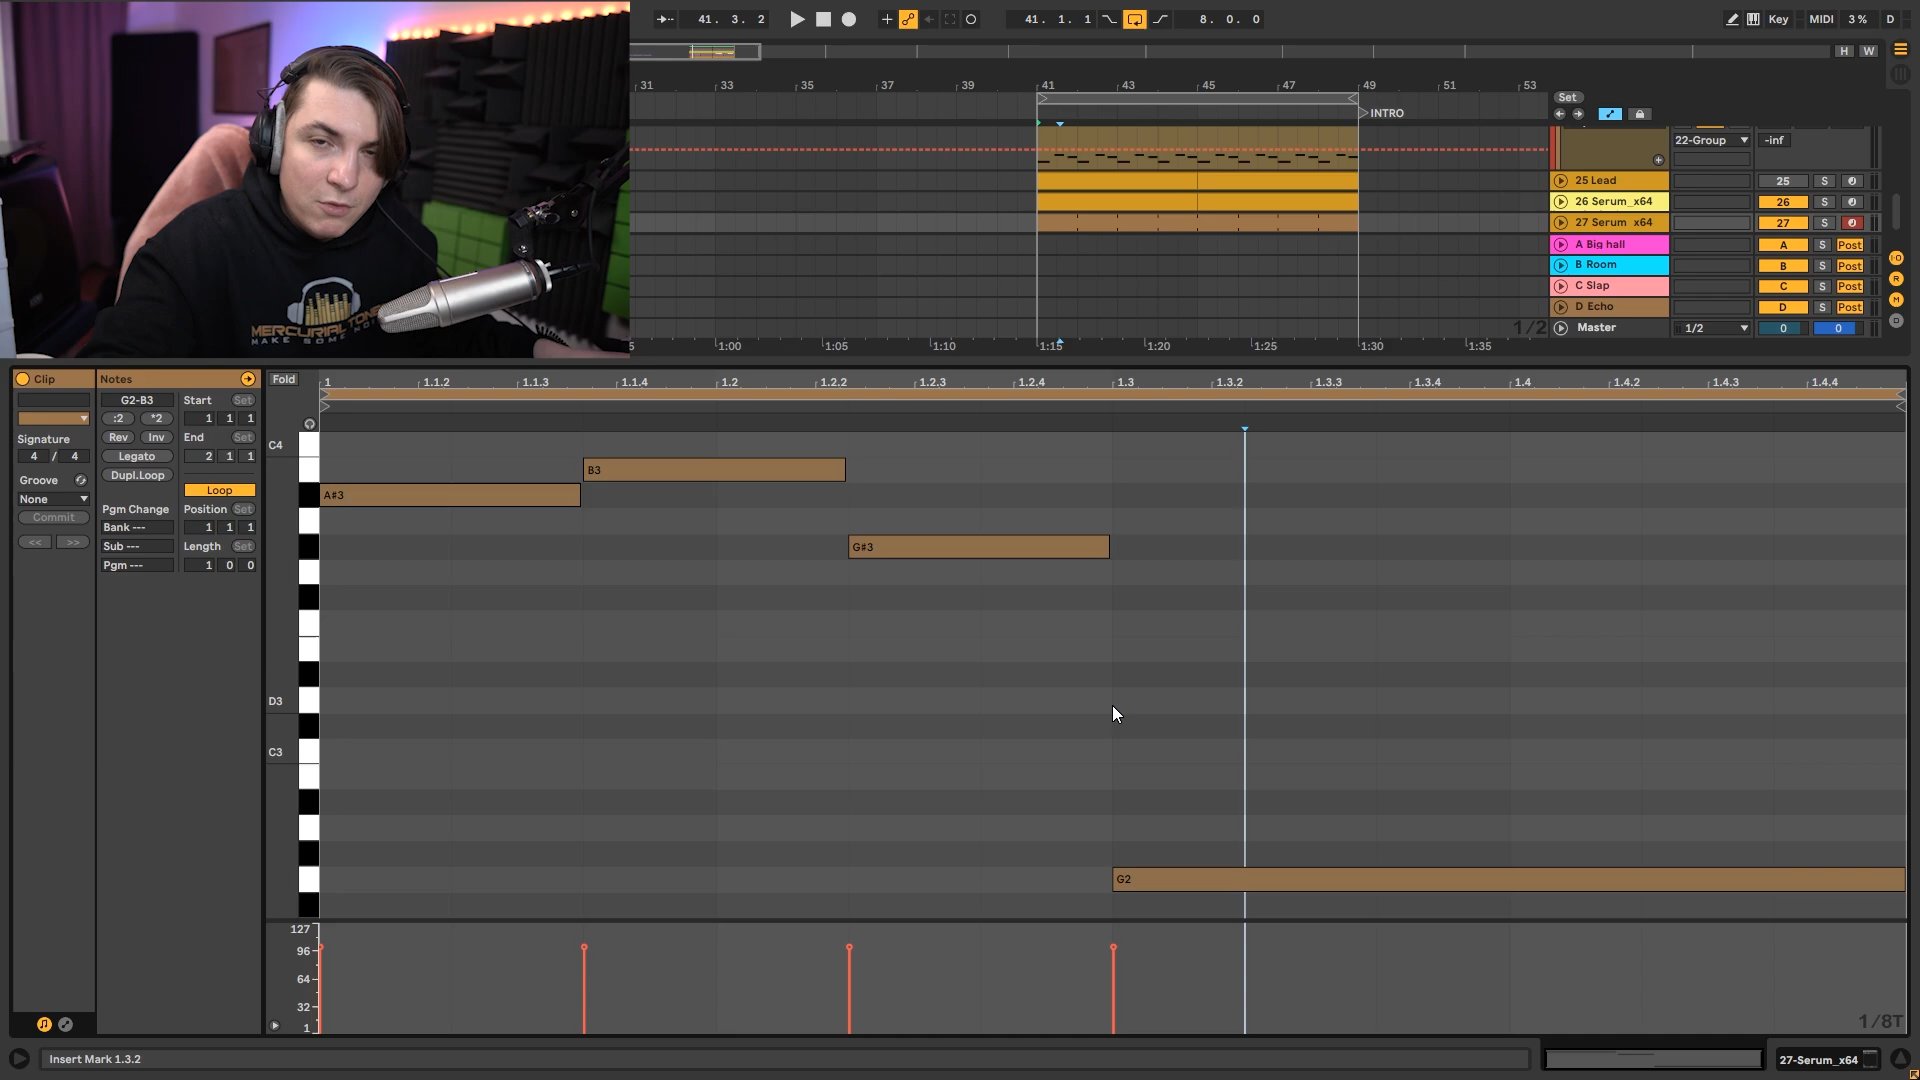 41. 3. 2
41. 1. 1
8. 0. 0
Key
MIDI
3 %
D
H
W
31
33
35
37
39
41
43
45
47
49
51
53
Set
INTRO
22-Group
-inf
25 Lead
25
S
26 Serum_x64
26
S
27 Serum x64
27
S
A Big hall
A
S
Post
B Room
B
S
Post
C Slap
C
S
Post
D Echo
D
S
Post
1/2
Master
1/2
0
0
I·O
R
M
D
5
1:00
1:05
1:10
1:15
1:20
1:25
1:30
1:35
MERCURIAL TONE
MAKE SOME NOI
Clip
Notes
Fold
1
1.1.2
1.1.3
1.1.4
1.2
1.2.2
1.2.3
1.2.4
1.3
1.3.2
1.3.3
1.3.4
1.4
1.4.2
1.4.3
1.4.4
G2-B3
Start
Set
:2
*2
1 1 1
Signature
Rev
Inv
End
Set
4 / 4
Legato
2 1 1
Groove
Dupl.Loop
None
Loop
Commit
Pgm Change
Position
Set
Bank ---
1 1 1
<<
>>
Sub ---
Length
Set
Pgm ---
1 0 0
C4
B3
A#3
G#3
D3
C3
G2
127
96
64
32
1
1/8T
Insert Mark 1.3.2
27-Serum_x64